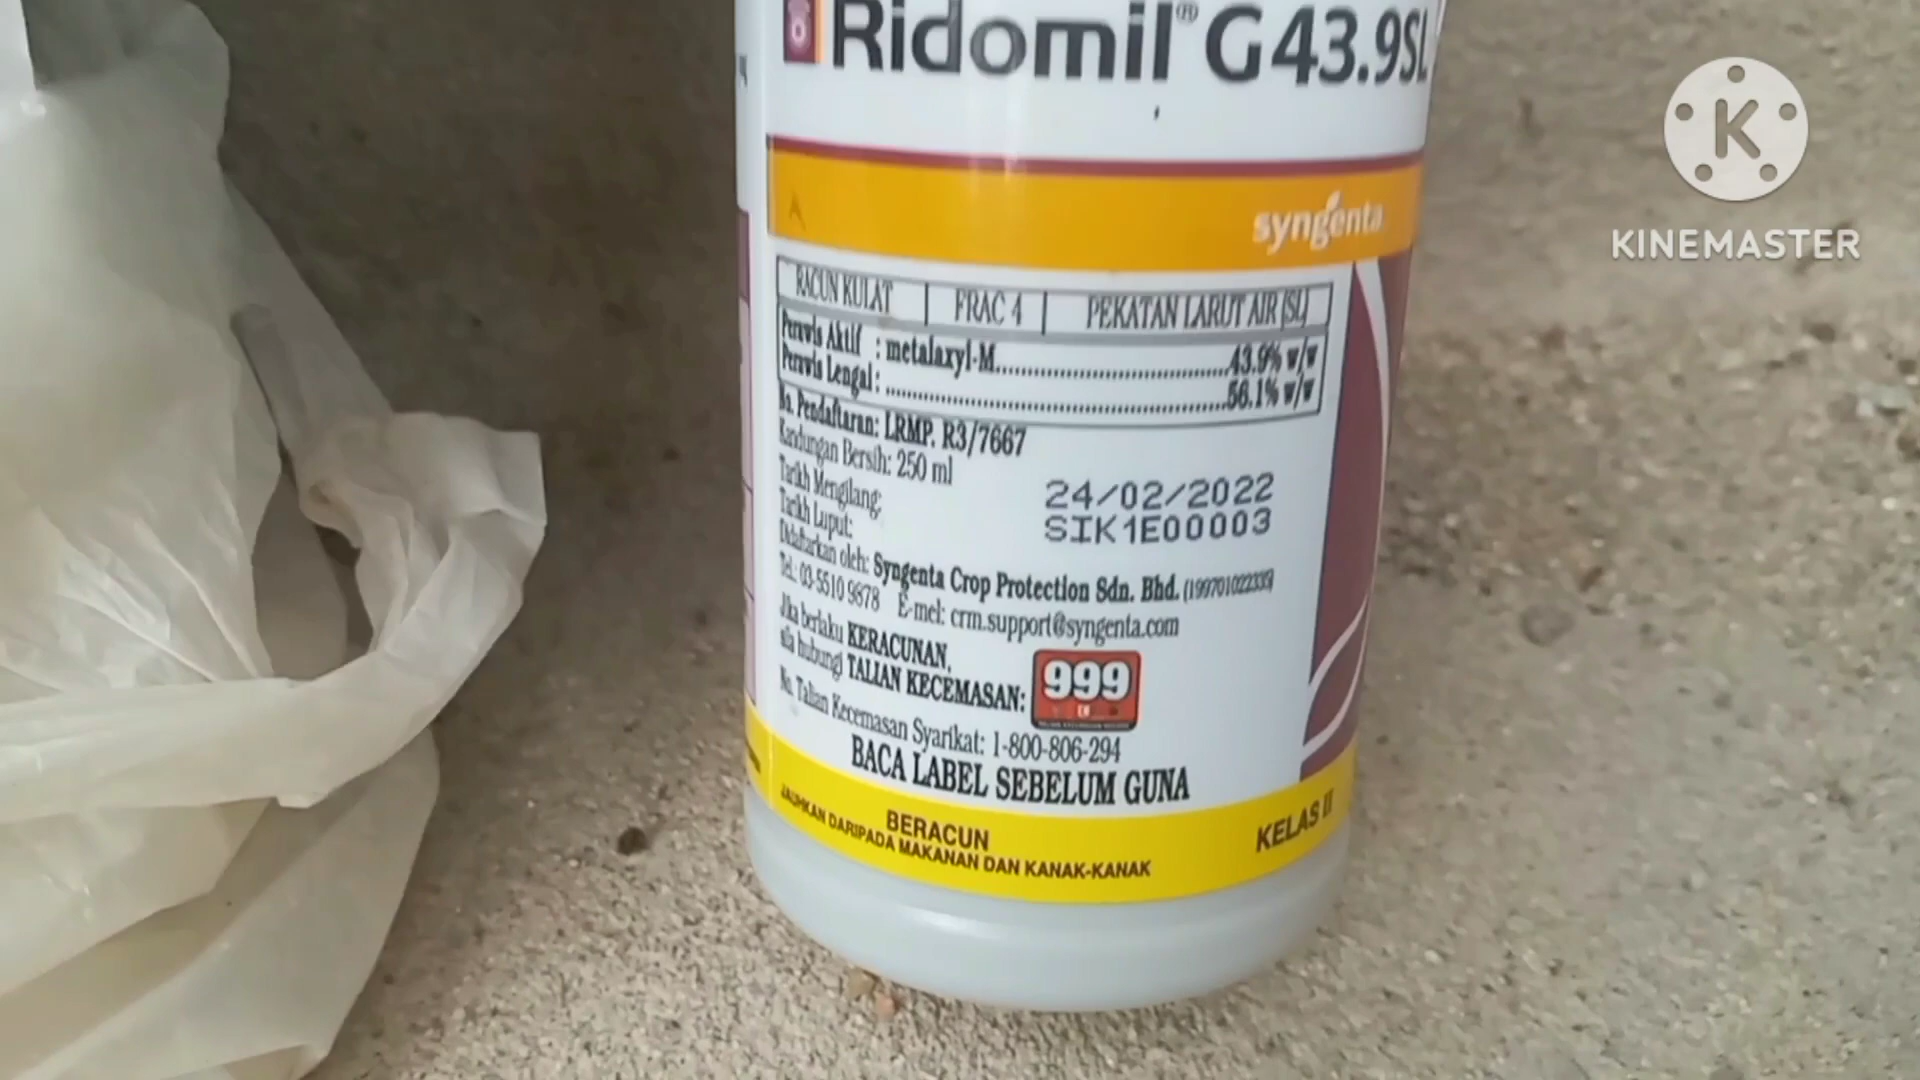 Ridomil® G 43.9SL
syngenta
RACUN KULAT | FRAC 4 | PEKATAN LARUT AIR (SL)
Perawis Aktif : metalaxyl-M..............................43.9% w/w
Perawis Lengai: ..............................56.1% w/w
No. Pendaftaran: LRMP. R3/7667
Kandungan Bersih: 250 ml
Tarikh Mengilang:
24/02/2022
Tarikh Luput:
SIK1E00003
Didaftarkan oleh: Syngenta Crop Protection Sdn. Bhd.
Tel.: 03-5510 9878 E-mel: crm.support@syngenta.com
Jika berlaku KERACUNAN,
sila hubungi TALIAN KECEMASAN: 999
No. Talian Kecemasan Syarikat: 1-800-806-294
BACA LABEL SEBELUM GUNA
BERACUN
JAUHKAN DARIPADA MAKANAN DAN KANAK-KANAK
KELAS II
K
KINEMASTER